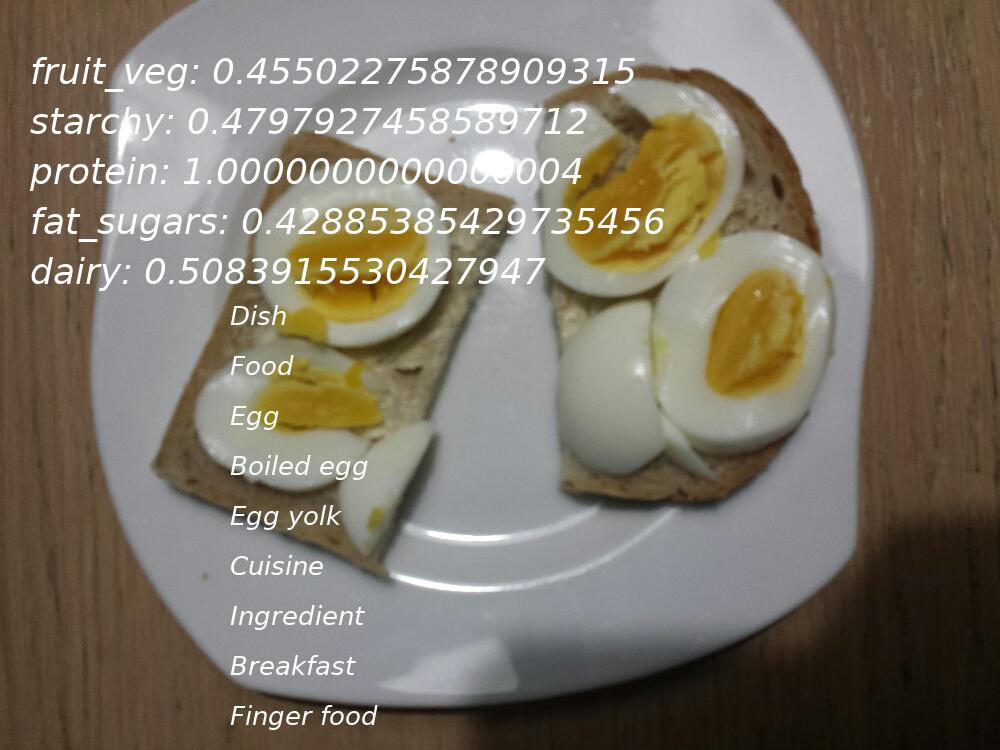 fruit_veg: 0.45502275878909315
starchy: 0.4797927458589712
protein: 1.0000000000000004
fat_sugars: 0.42885385429735456
dairy: 0.5083915530427947
Dish
Food
Egg
Boiled egg
Egg yolk
Cuisine
Ingredient
Breakfast
Finger food